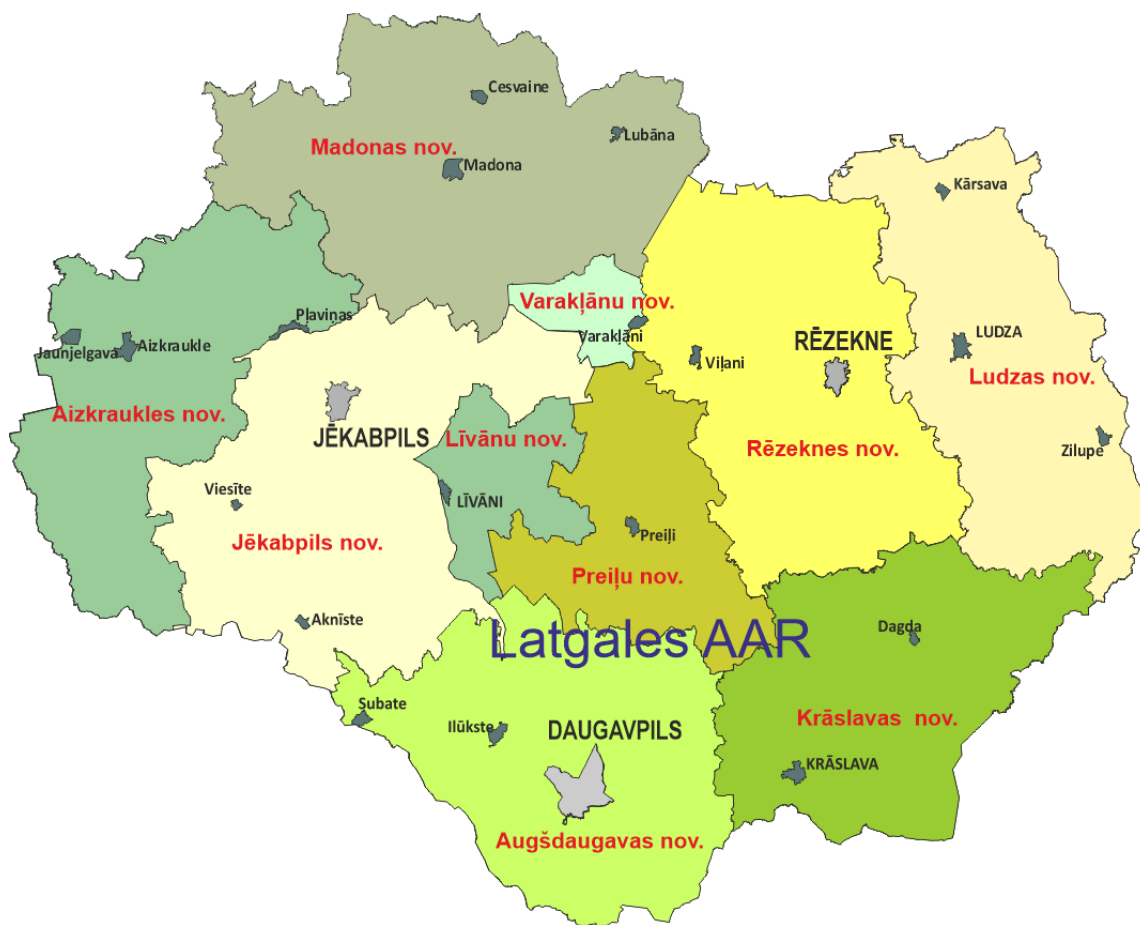 Cesvaine
Lubāna
Madonas nov.
Madona
Kārsava
Varakļānu nov.
Pļaviņas
Varakļāni
Jaunjelgava
Aizkraukle
Viļani
RĒZEKNE
LUDZA
Ludzas nov.
Aizkraukles nov.
JĒKABPILS
Līvānu nov.
Rēzeknes nov.
Zilupe
Viesīte
LĪVĀNI
Jēkabpils nov.
Preiļi
Preiļu nov.
Aknīste
Latgales AAR
Dagda
Subate
Ilūkste
DAUGAVPILS
Krāslavas  nov.
KRĀSLAVA
Augšdaugavas nov.